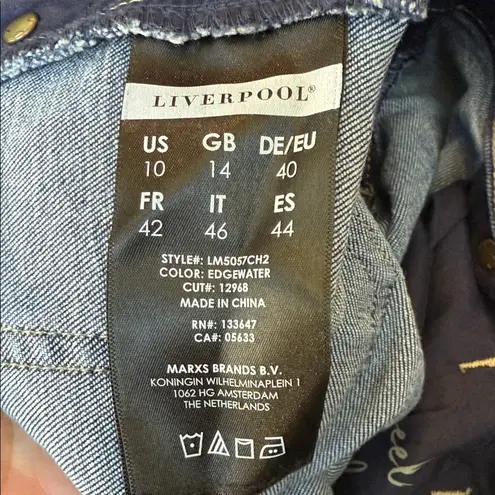 LIVERPOOL®
US GB DE/EU
10 14 40
FR IT ES
42 46 44
STYLE#: LM5057CH2
COLOR: EDGEWATER
CUT#: 12968
MADE IN CHINA
RN#: 133647
CA#: 05633
MARXS BRANDS B.V.
KONINGIN WILHELMINAPLEIN 1
1062 HG AMSTERDAM
THE NETHERLANDS